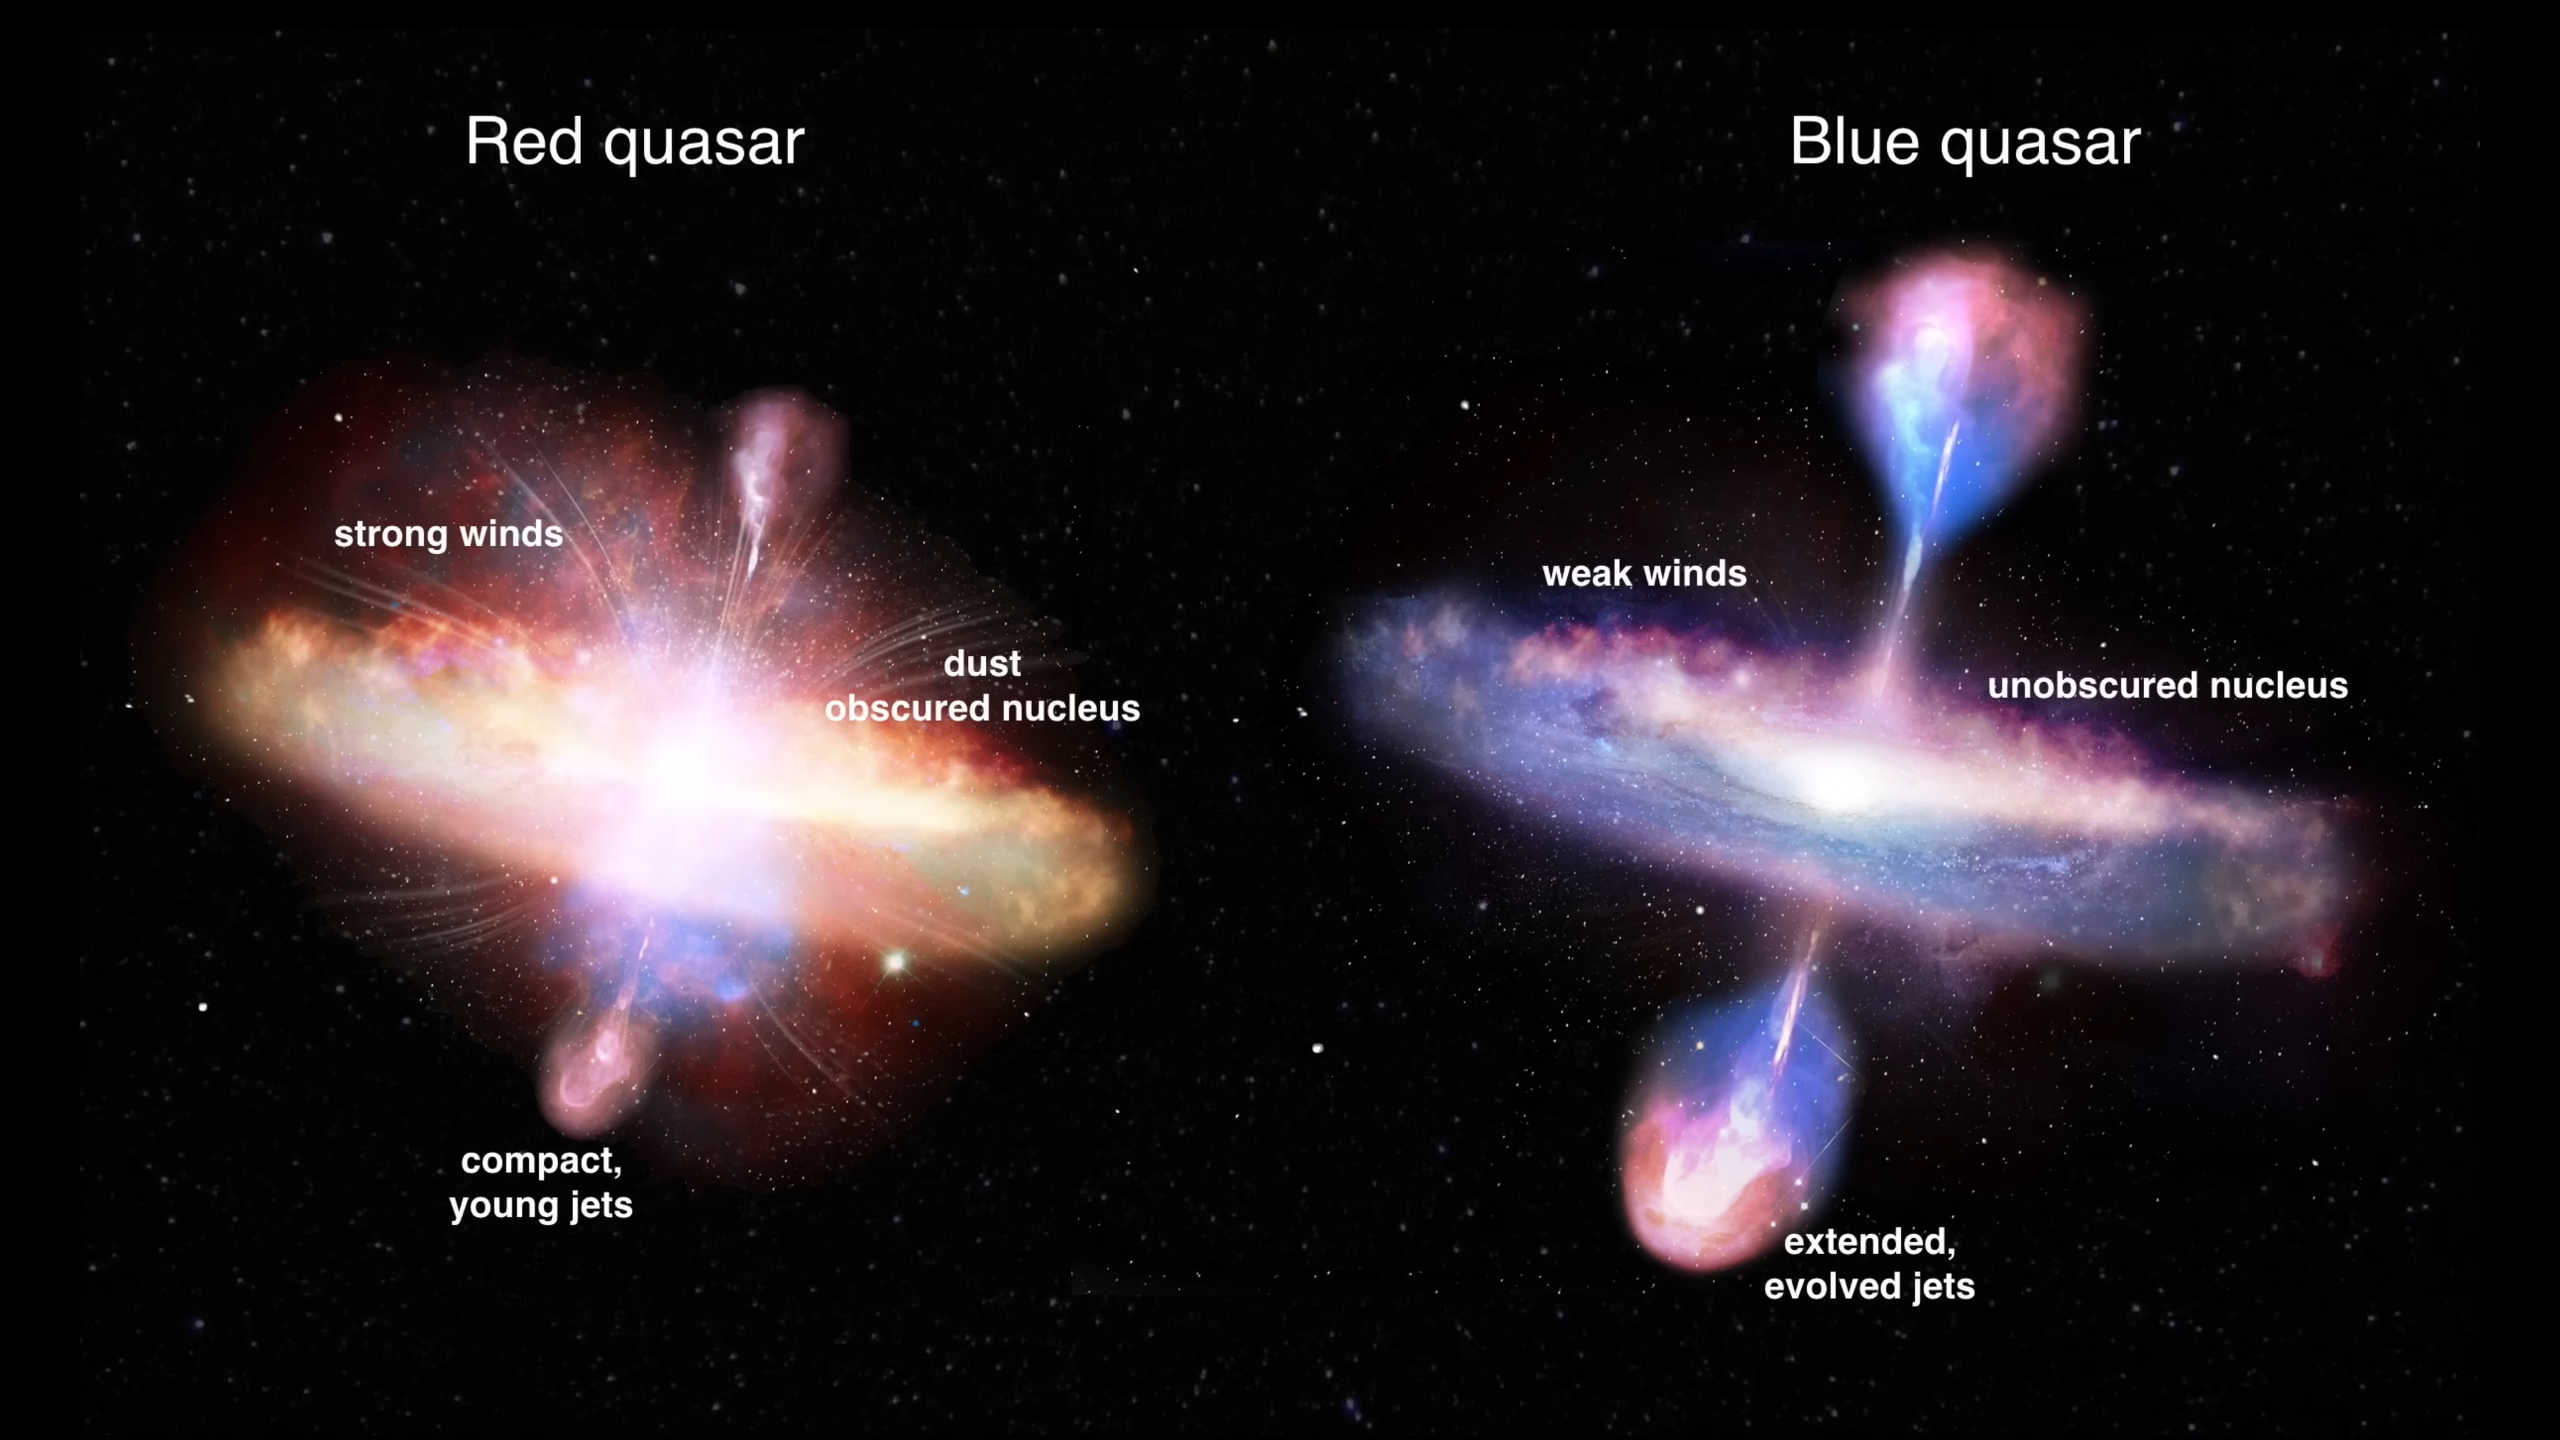 Red quasar
Blue quasar
strong winds
weak winds
dust
obscured nucleus
unobscured nucleus
compact,
young jets
extended,
evolved jets